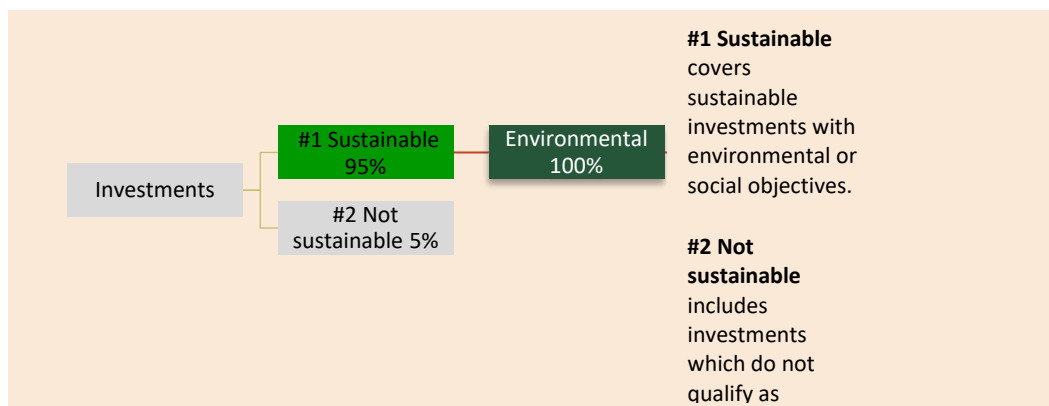 Investments
#1 Sustainable
95%
#2 Not
sustainable 5%
Environmental
100%
#1 Sustainable
covers
sustainable
investments with
environmental or
social objectives.
#2 Not
sustainable
includes
investments
which do not
qualify as